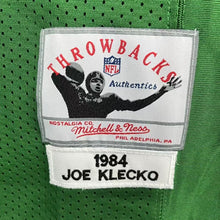 THROWBACKS
NFL
Authentics
NOSTALGIA CO.
Mitchell & Ness
PHILADELPHIA, PA
1984
JOE KLECKO